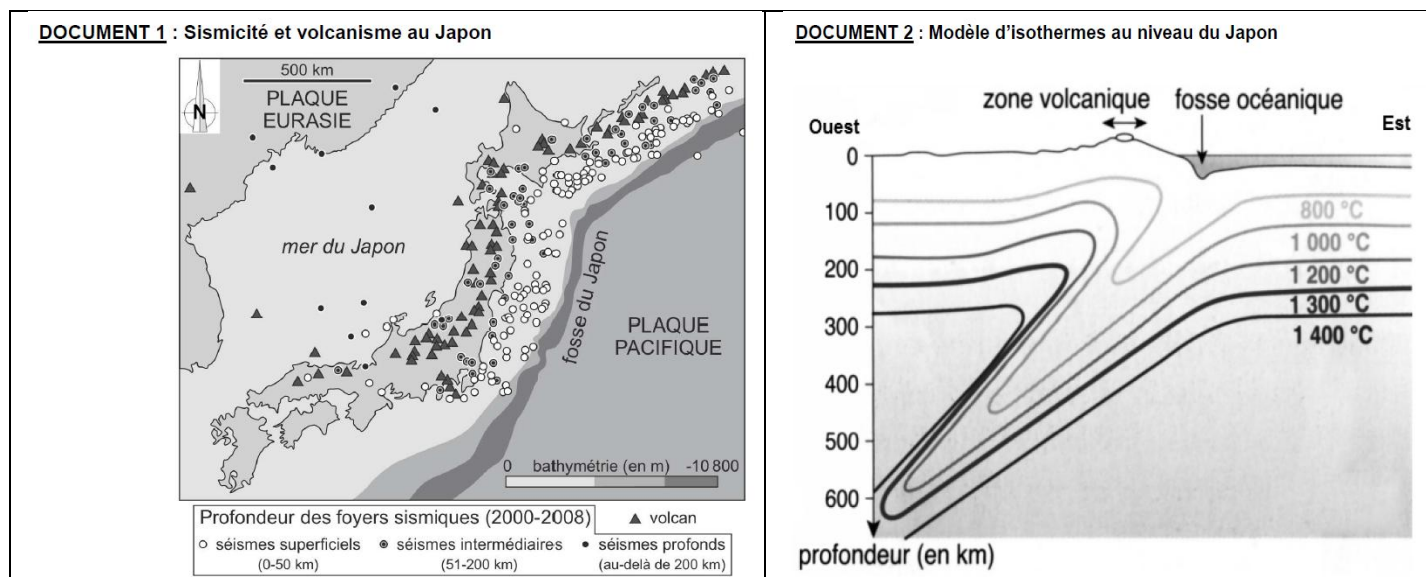 DOCUMENT 1 : Sismicité et volcanisme au Japon
500 km
PLAQUE
EURASIE
N
mer du Japon
fosse du Japon
PLAQUE
PACIFIQUE
0 bathymétrie (en m) -10 800
Profondeur des foyers sismiques (2000-2008)
volcan
séismes superficiels
(0-50 km)
séismes intermédiaires
(51-200 km)
séismes profonds
(au-delà de 200 km)
DOCUMENT 2 : Modèle d'isothermes au niveau du Japon
zone volcanique
fosse océanique
Ouest
Est
0
100
200
300
400
500
600
800 °C
1 000 °C
1 200 °C
1 300 °C
1 400 °C
profondeur (en km)